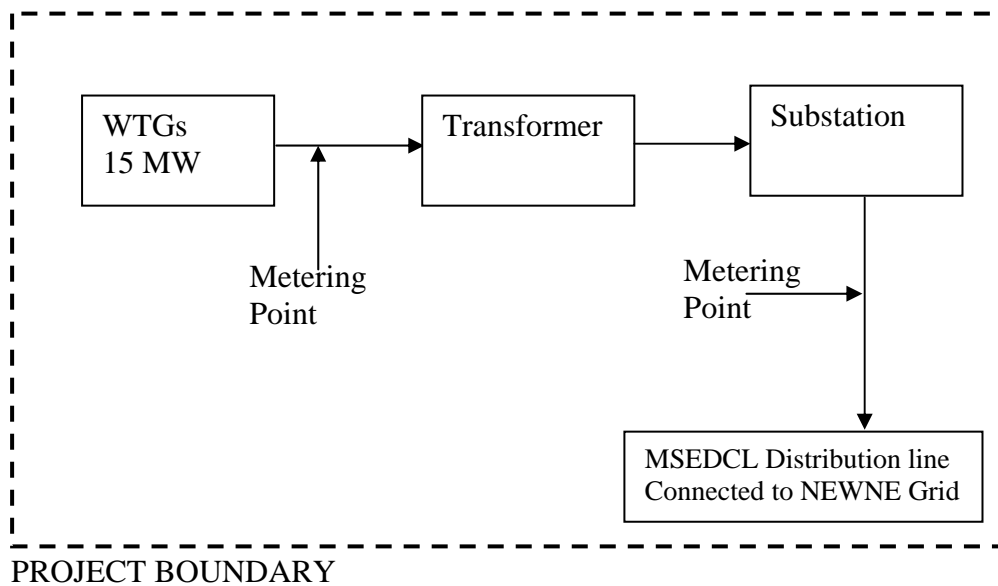 WTGs
15 MW
Transformer
Substation
Metering
Point
Metering
Point
MSEDCL Distribution line
Connected to NEWNE Grid
PROJECT BOUNDARY